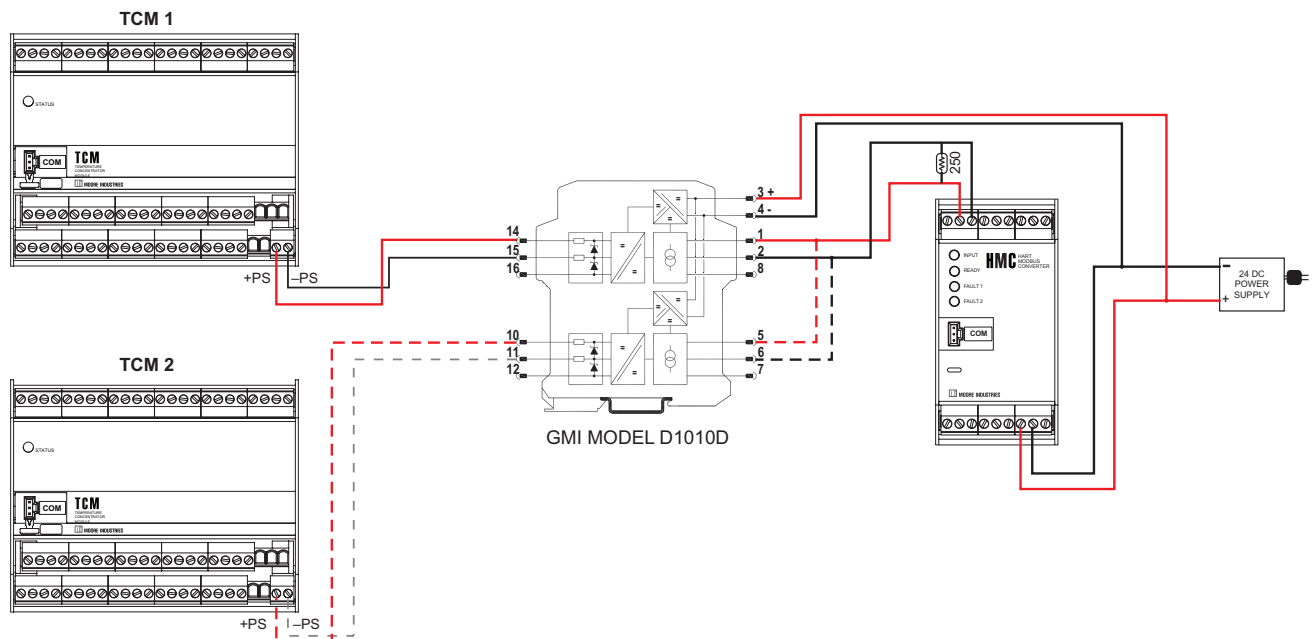 TCM 1
STATUS
COM
TCM
TEMPERATURE
CONCENTRATOR
MODULE
MOORE INDUSTRIES
+PS
–PS
14
15
16
10
11
12
3 +
4 -
1
2
8
5
6
7
GMI MODEL D1010D
250
INPUT
READY
FAULT 1
FAULT 2
HMC
HART
MODBUS
CONVERTER
COM
MOORE INDUSTRIES
–
24 DC
POWER
SUPPLY
+
TCM 2
STATUS
COM
TCM
TEMPERATURE
CONCENTRATOR
MODULE
MOORE INDUSTRIES
+PS
–PS